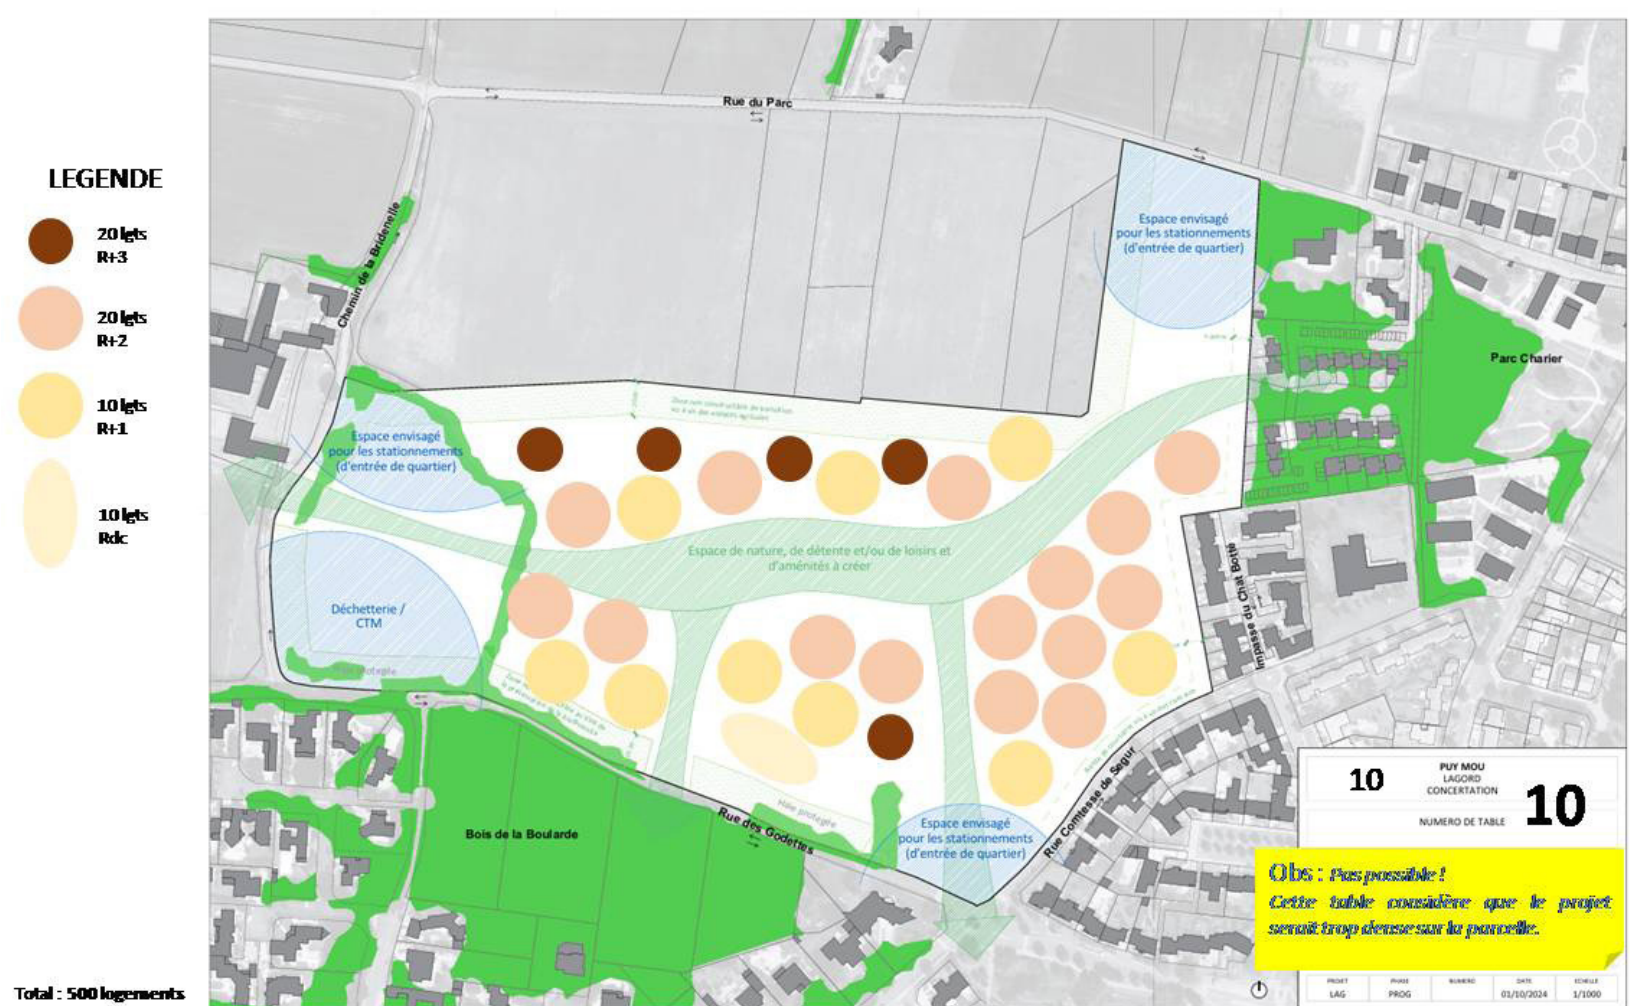 LEGENDE
20 lgts
R+3
20 lgts
R+2
10 lgts
R+1
10 lgts
Rdc
Total : 500 logements
Rue du Parc
Chemin de la Bridenelle
Espace envisagé
pour les stationnements
(d'entrée de quartier)
Parc Charier
Espace envisagé
pour les stationnements
(d'entrée de quartier)
Espace de nature, de détente et/ou de loisirs et
d'aménités à créer
Déchetterie /
CTM
Impasse du Chat Botté
Bois de la Boularde
Haie protegée
Rue des Godettes
Espace envisagé
pour les stationnements
(d'entrée de quartier)
Rue Comtesse de Segur
10
PUY MOU
LAGORD
CONCERTATION
NUMERO DE TABLE
10
Obs : Pas possible !
Cette table considère que le projet
serait trop dense sur la parcelle.
PROJET PHASE NUMERO DATE ECHELLE
LAG PROG 01/10/2024 1/1000